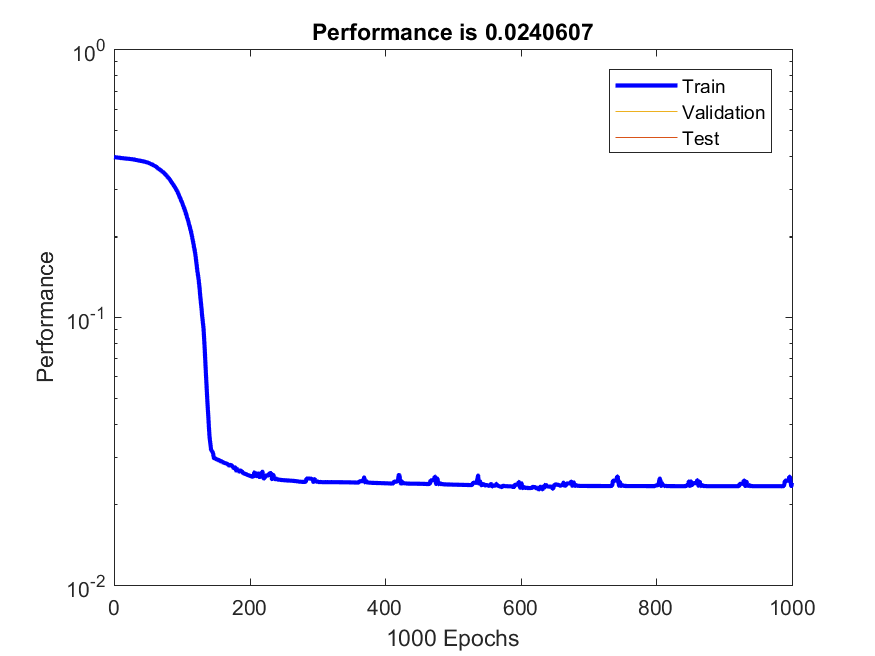 Performance is 0.0240607
10^0
Train
Validation
Test
Performance
10^-1
10^-2
0 200 400 600 800 1000
1000 Epochs